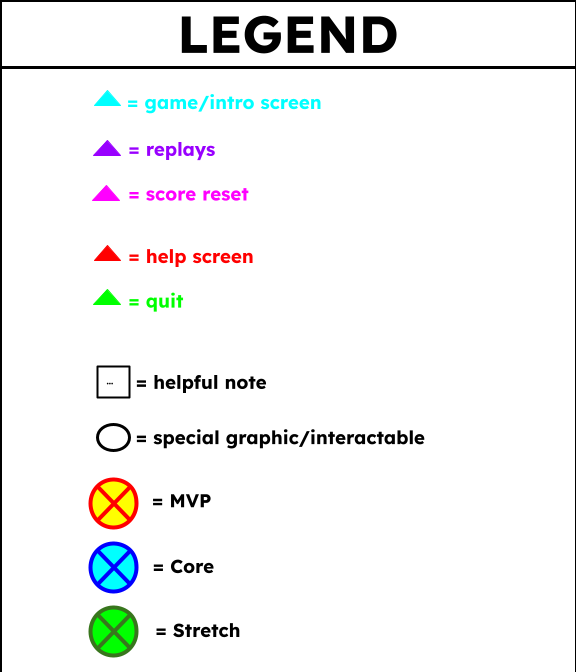 LEGEND
= game/intro screen
= replays
= score reset
= help screen
= quit
... = helpful note
= special graphic/interactable
= MVP
= Core
= Stretch